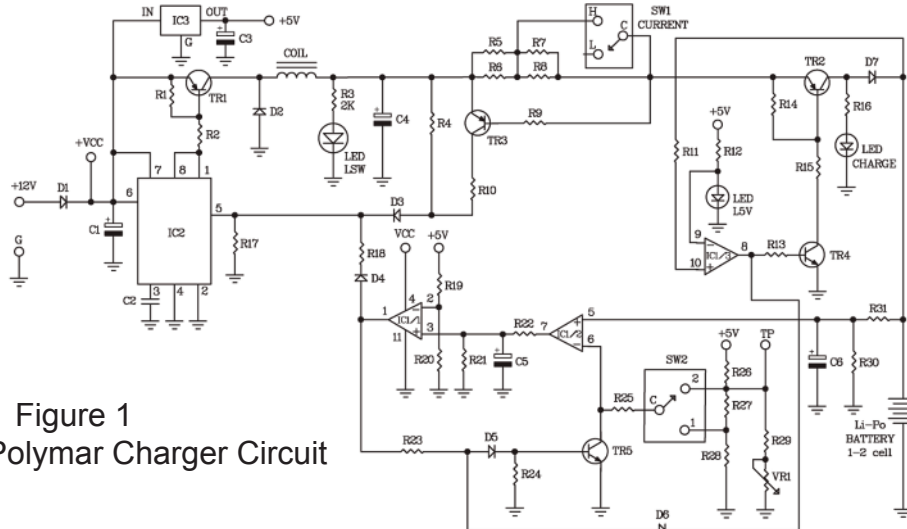 IN
IC3
OUT
G
+5V
C3
+
COIL
SW1
CURRENT
H
C
L
R5
R7
R6
R8
TR2
D7
R1
TR1
R2
D2
R3
2K
LED
LSW
+
C4
R4
TR3
R9
R10
R11
+5V
R12
LED
L5V
R14
R15
R16
LED
CHARGE
+VCC
+12V
D1
G
+
C1
7
8
1
6
5
IC2
3
4
2
C2
R17
D3
R18
D4
VCC
+5V
R19
4
2
1
IC1/1
11
3
R20
R21
+
C5
R22
7
IC1/2
5
6
9
10
8
IC1/3
R13
TR4
R31
+
C6
R30
Li-Po
BATTERY
1-2 cell
SW2
C
2
1
R25
+5V
TP
R26
R27
R28
R29
VR1
R23
D5
R24
TR5
D6
Figure 1
Polymar Charger Circuit